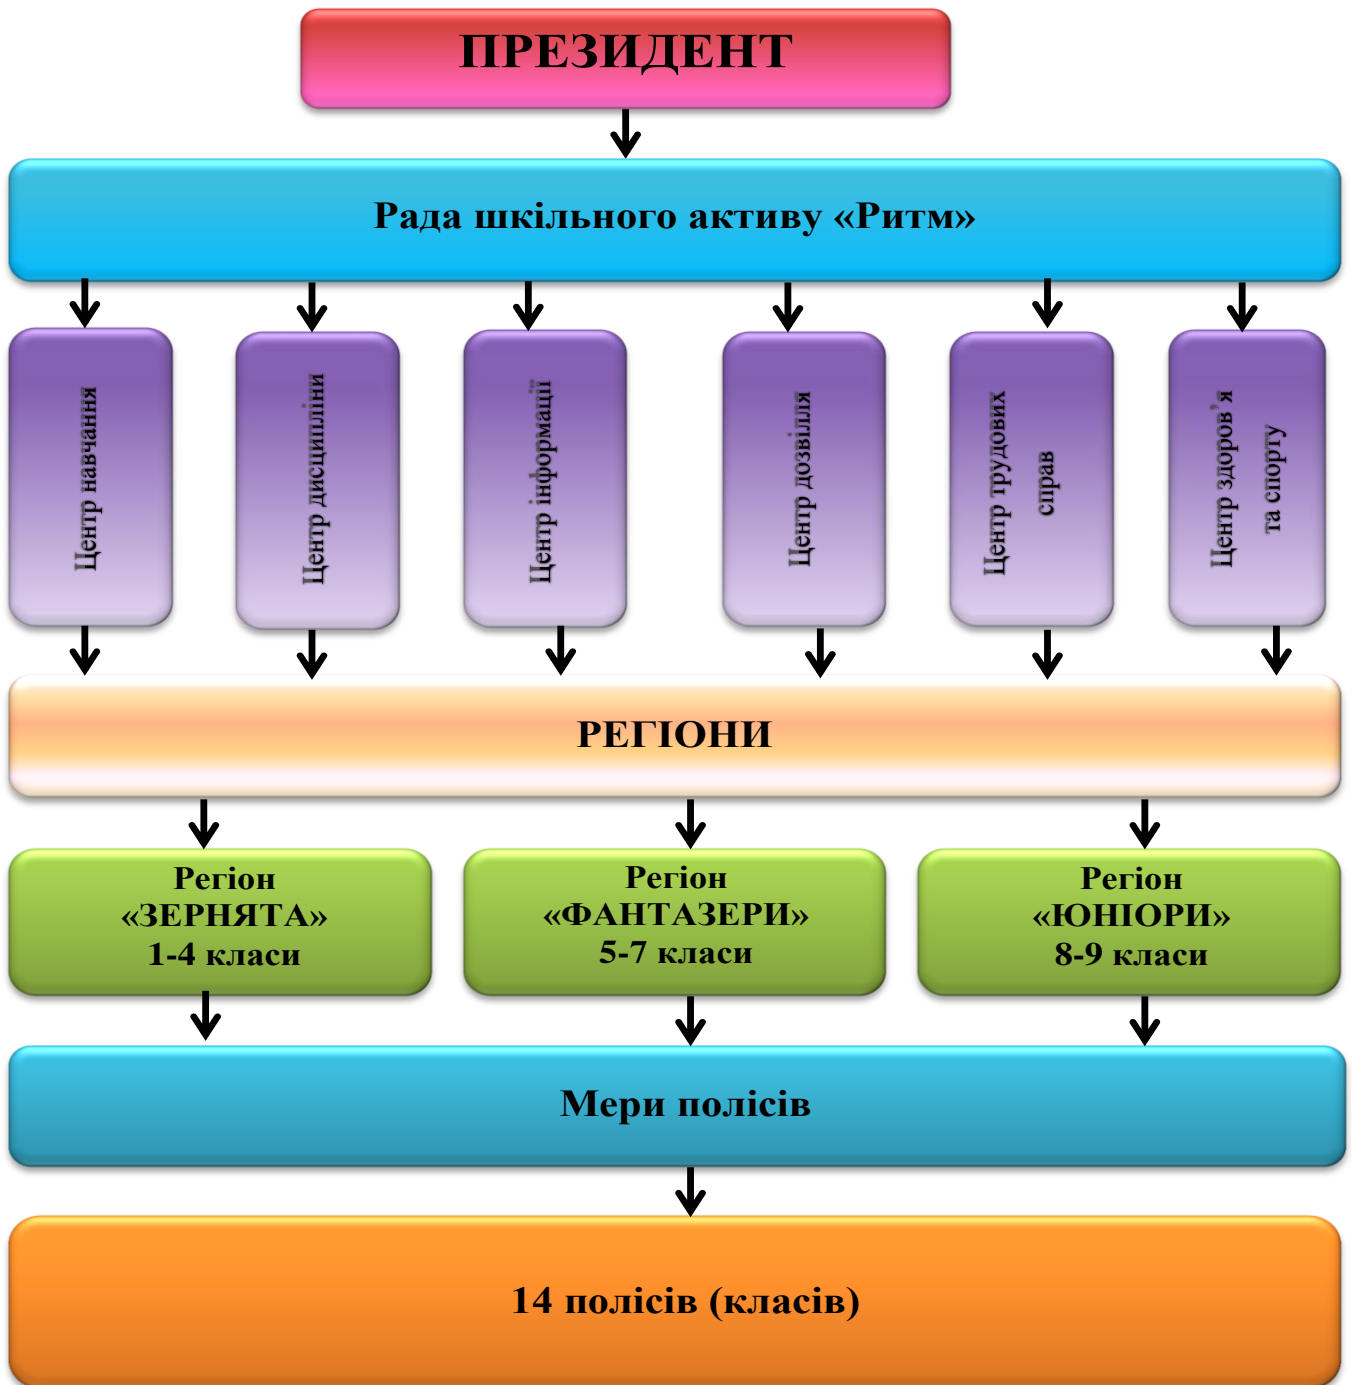 ПРЕЗИДЕНТ
Рада шкільного активу «Ритм»
Центр навчання
Центр дисципліни
Центр інформації
Центр дозвілля
Центр трудових
справ
Центр здоров’я
та спорту
РЕГІОНИ
Регіон
«ЗЕРНЯТА»
1-4 класи
Регіон
«ФАНТАЗЕРИ»
5-7 класи
Регіон
«ЮНІОРИ»
8-9 класи
Мери полісів
14 полісів (класів)